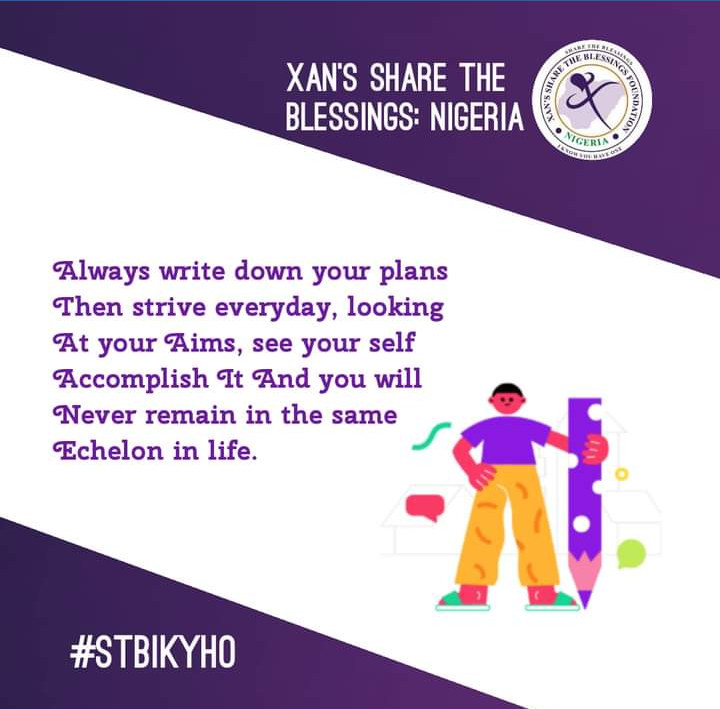 XAN'S SHARE THE
BLESSINGS: NIGERIA
SHARE THE BLESSINGS
XAN'S SHARE THE BLESSINGS FOUNDATION
NIGERIA
I KNOW YOU HAVE ONE
Always write down your plans
Then strive everyday, looking
At your Aims, see your self
Accomplish It And you will
Never remain in the same
Echelon in life.
#STBIKYHO